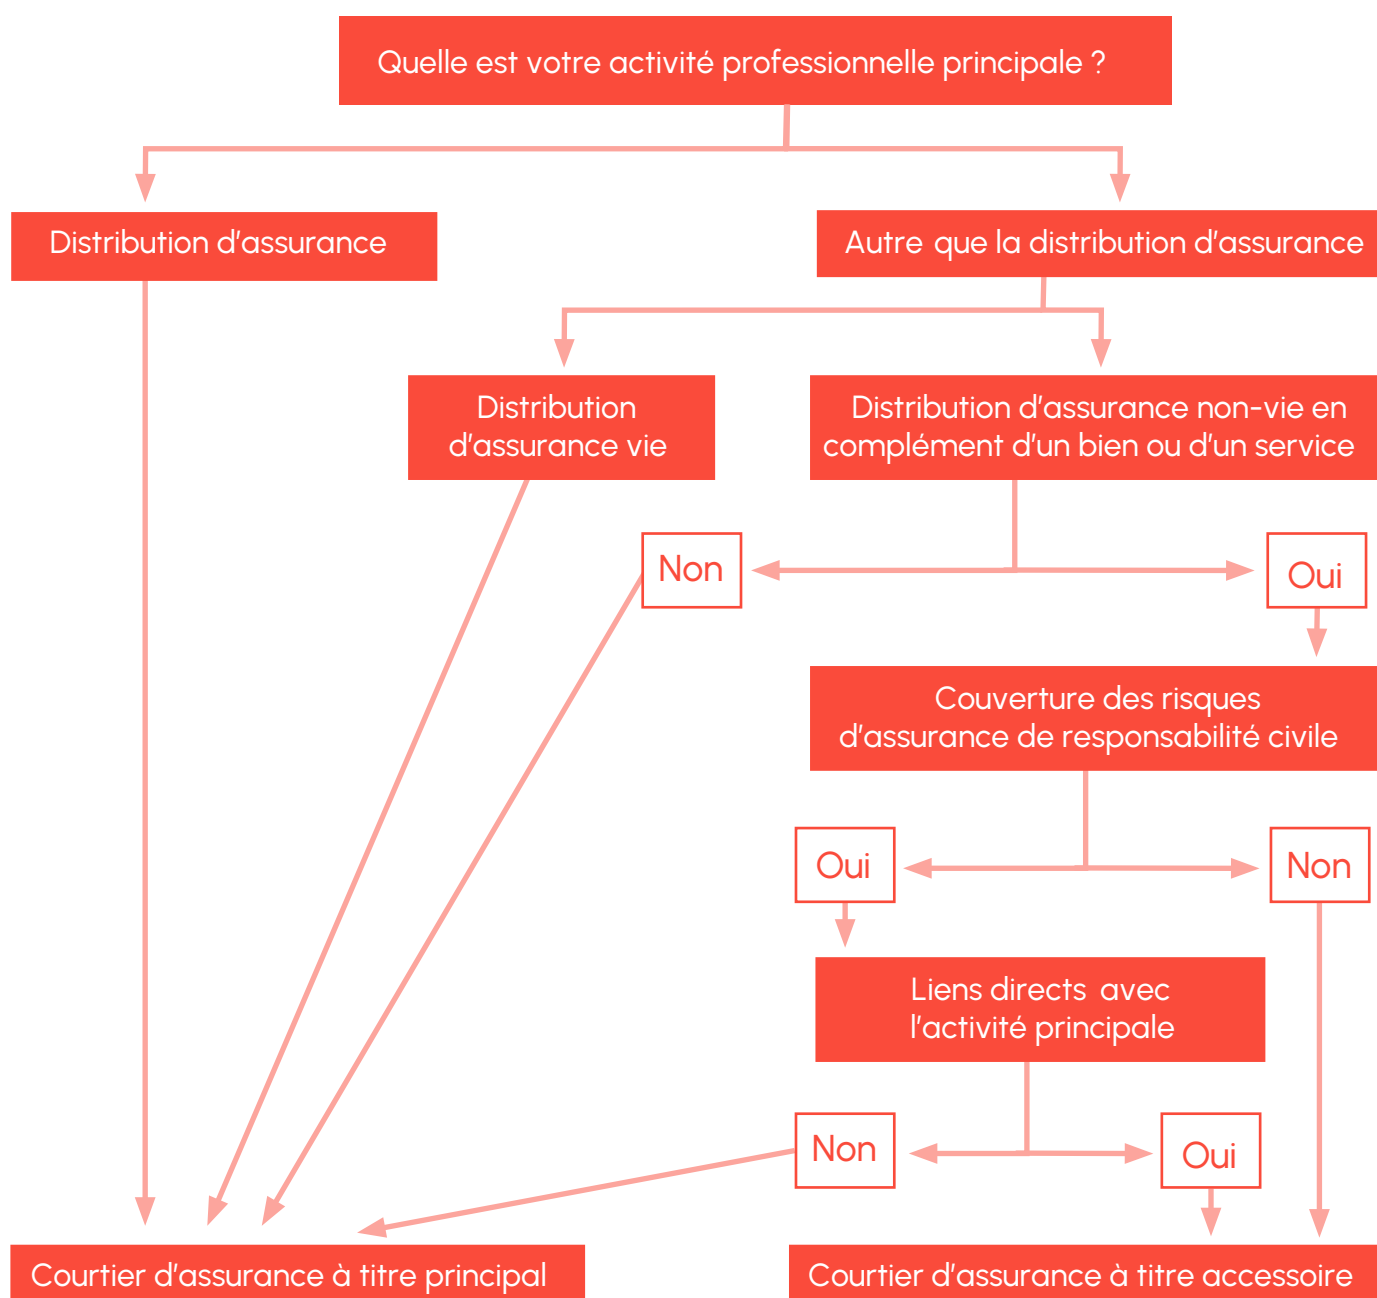 Quelle est votre activité professionnelle principale ?
Distribution d'assurance
Autre que la distribution d'assurance
Distribution
d'assurance vie
Distribution d'assurance non-vie en
complément d'un bien ou d'un service
Non
Oui
Couverture des risques
d'assurance de responsabilité civile
Oui
Non
Liens directs avec
l'activité principale
Non
Oui
Courtier d'assurance à titre principal
Courtier d'assurance à titre accessoire